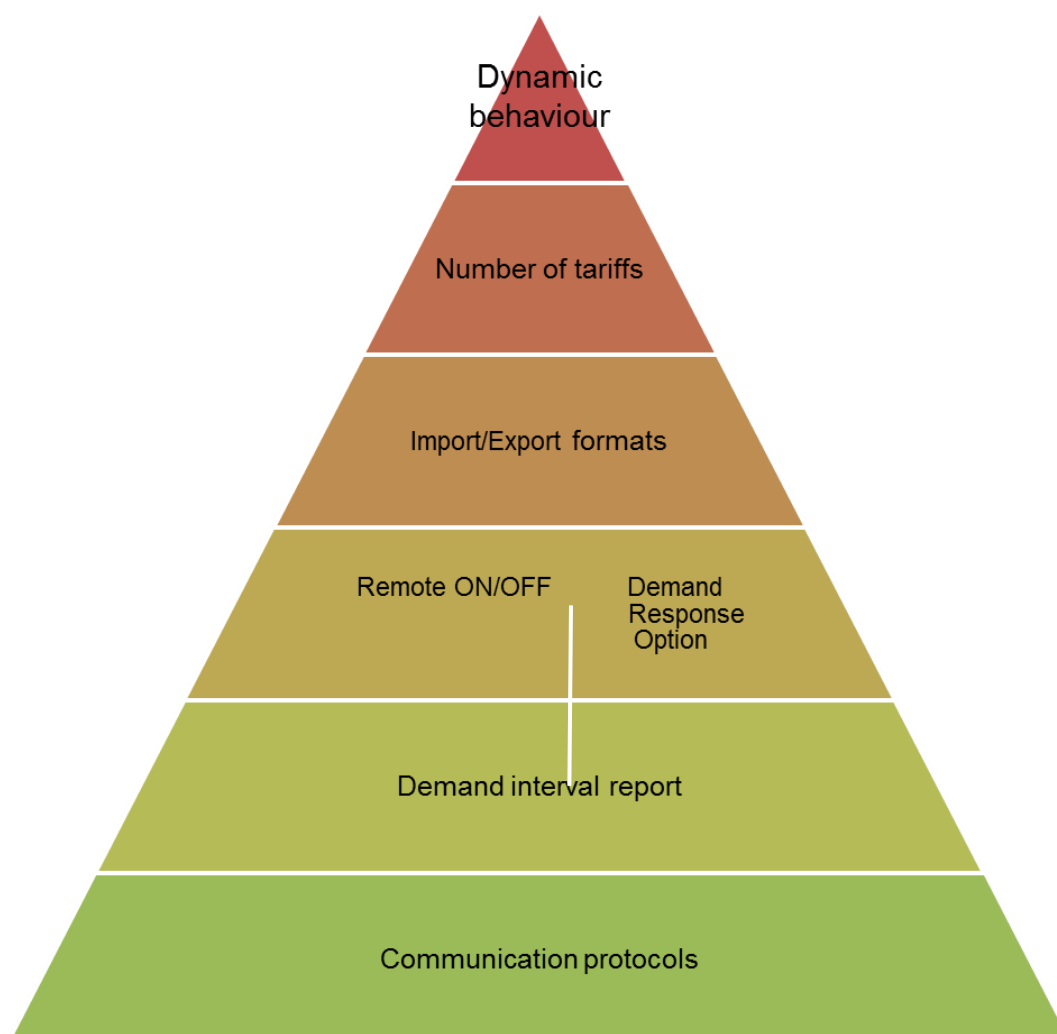 Dynamic
behaviour
Number of tariffs
Import/Export formats
Remote ON/OFF
Demand
Response
Option
Demand interval report
Communication protocols